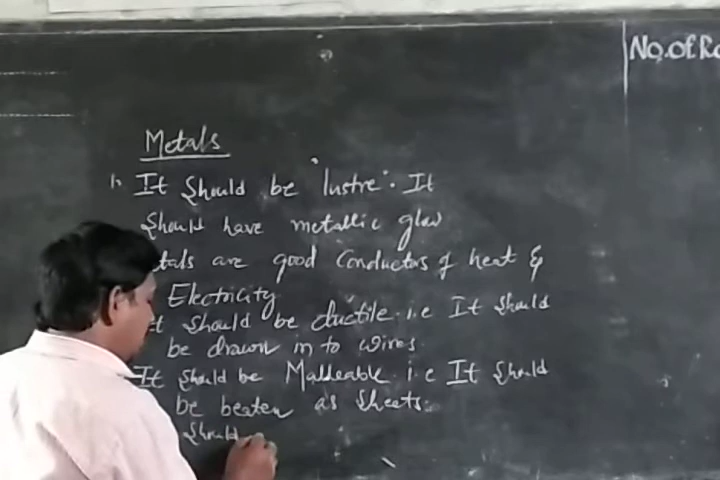 No. of Ro
Metals
1. It should be "lustre". It
should have metallic glow
tals are good conductors of heat &
Electricity
t should be ductile i.e It should
be drawn in to wires.
It should be Malleable i.e It should
be beaten as sheets.
should